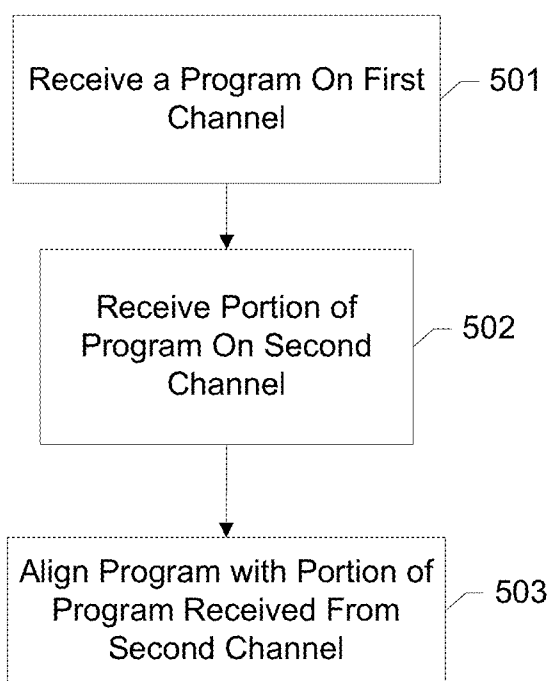 Receive a Program On First
Channel
501
Receive Portion of
Program On Second
Channel
502
Align Program with Portion of
Program Received From
Second Channel
503